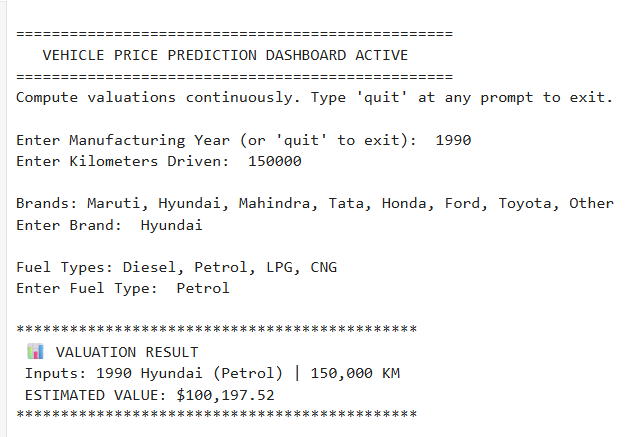 =================================================
VEHICLE PRICE PREDICTION DASHBOARD ACTIVE
=================================================
Compute valuations continuously. Type 'quit' at any prompt to exit.
Enter Manufacturing Year (or 'quit' to exit): 1990
Enter Kilometers Driven: 150000
Brands: Maruti, Hyundai, Mahindra, Tata, Honda, Ford, Toyota, Other
Enter Brand: Hyundai
Fuel Types: Diesel, Petrol, LPG, CNG
Enter Fuel Type: Petrol
*********************************************
📊 VALUATION RESULT
Inputs: 1990 Hyundai (Petrol) | 150,000 KM
ESTIMATED VALUE: $100,197.52
*********************************************